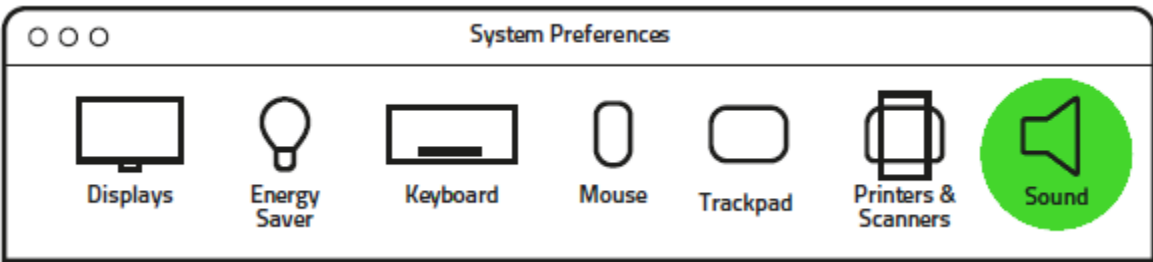 System Preferences
Displays
Energy
Saver
Keyboard
Mouse
Trackpad
Printers &
Scanners
Sound